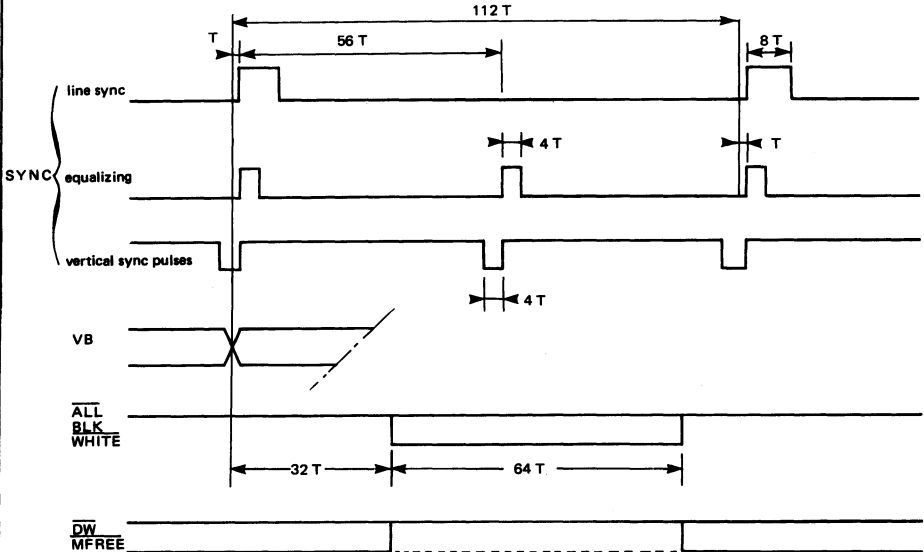 112 T
T
56 T
8 T
line sync
4 T
T
SYNC
equalizing
vertical sync pulses
4 T
VB
ALL
BLK
WHITE
32 T
64 T
DW
MFREE